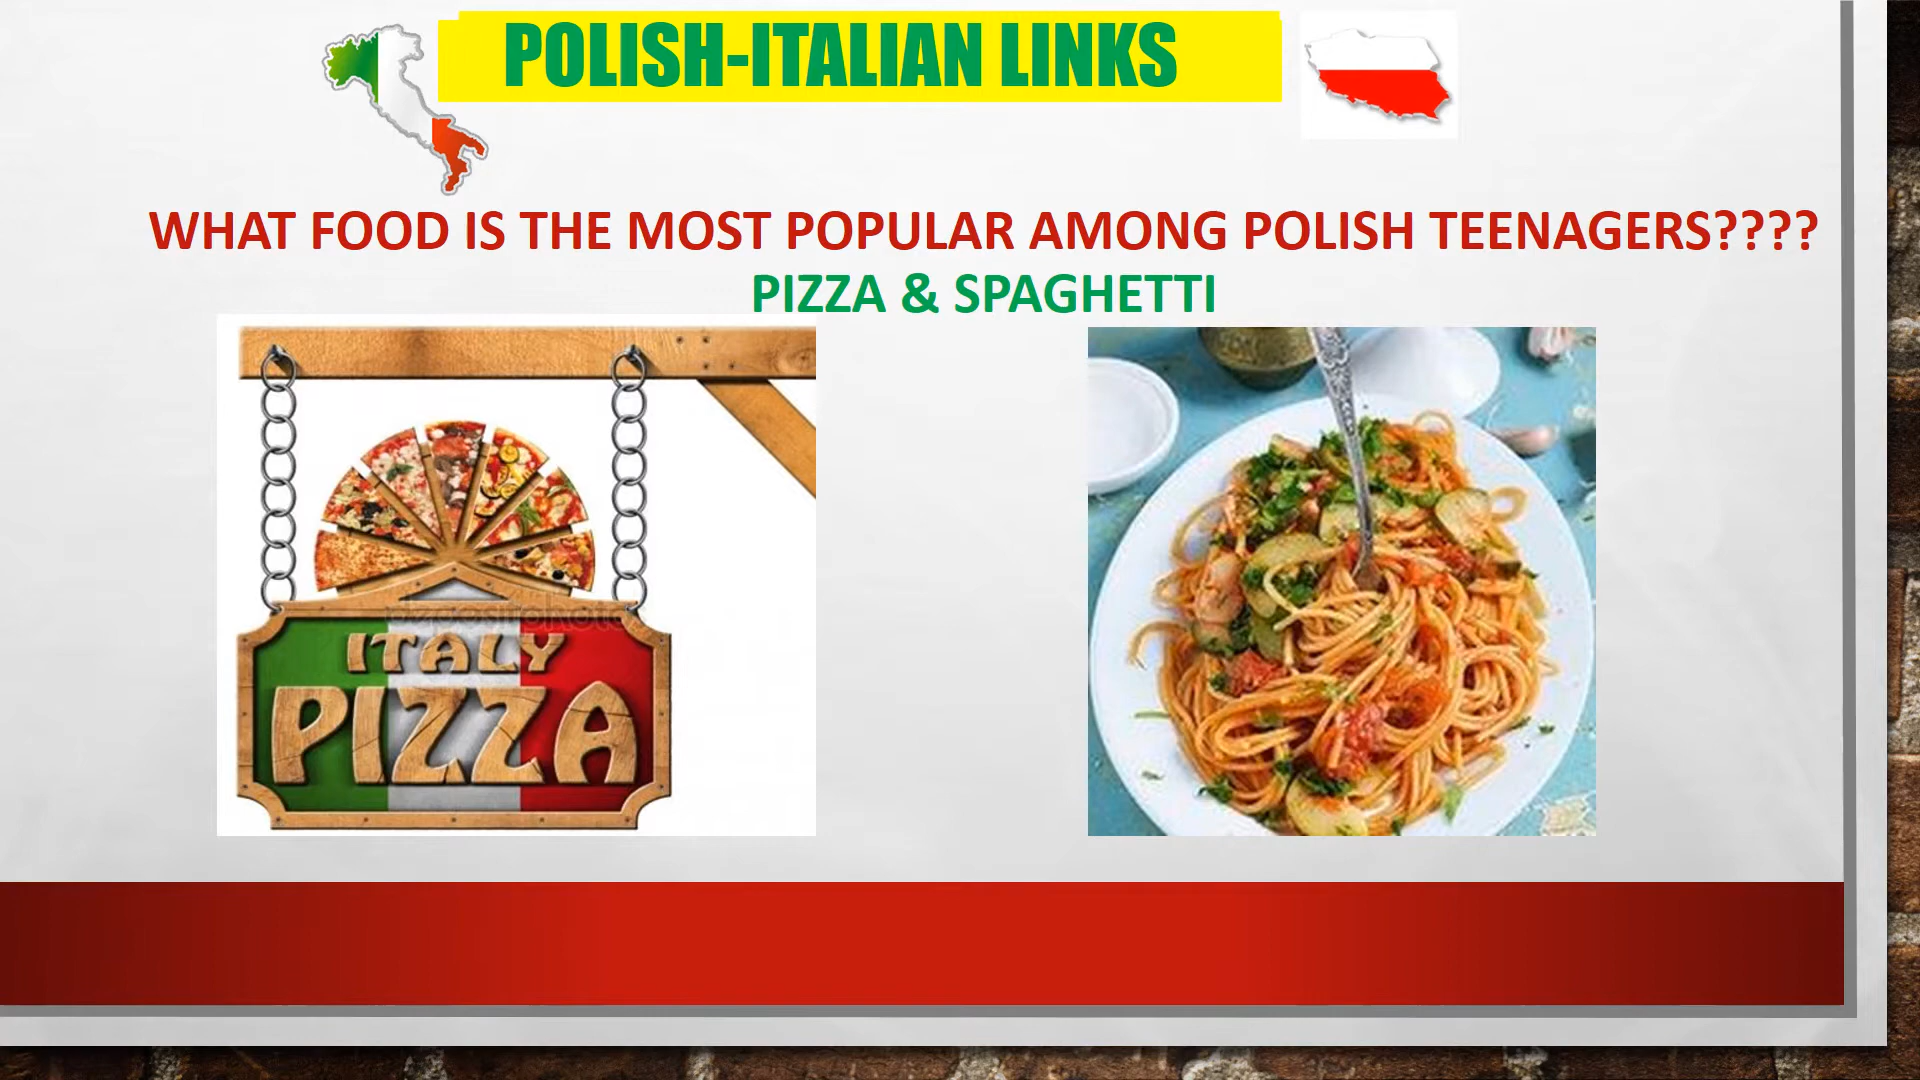 POLISH-ITALIAN LINKS
WHAT FOOD IS THE MOST POPULAR AMONG POLISH TEENAGERS????
PIZZA & SPAGHETTI
ITALY
PIZZA